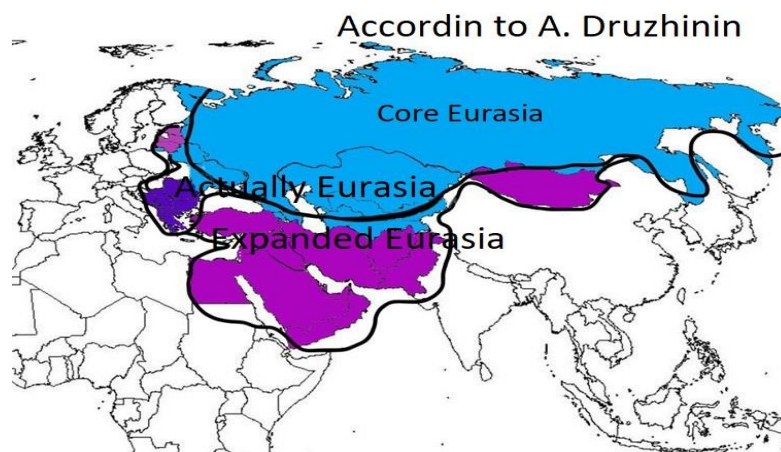 Accordin to A. Druzhinin
Core Eurasia
Actually Eurasia
Expanded Eurasia